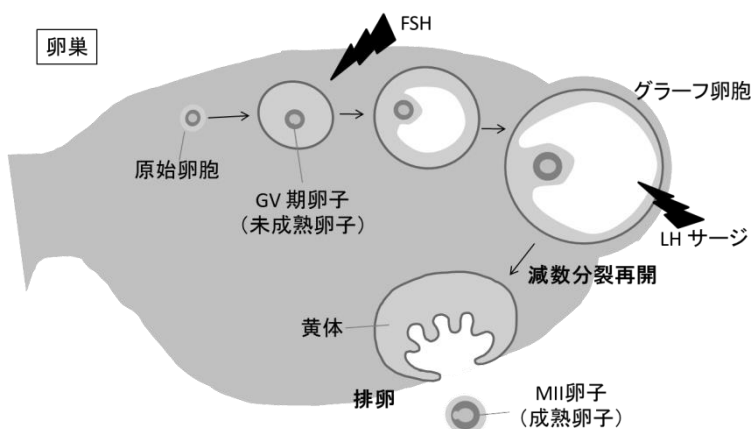 卵巣
FSH
グラーフ卵胞
原始卵胞
GV 期卵子
（未成熟卵子）
LH サージ
減数分裂再開
黄体
排卵
MII卵子
（成熟卵子）